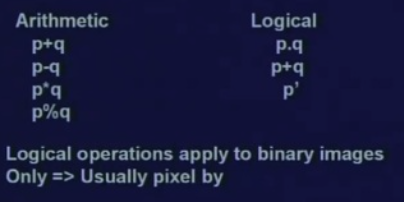 Arithmetic Logical
p+q p.q
p-q p+q
p*q p'
p%q
Logical operations apply to binary images
Only => Usually pixel by